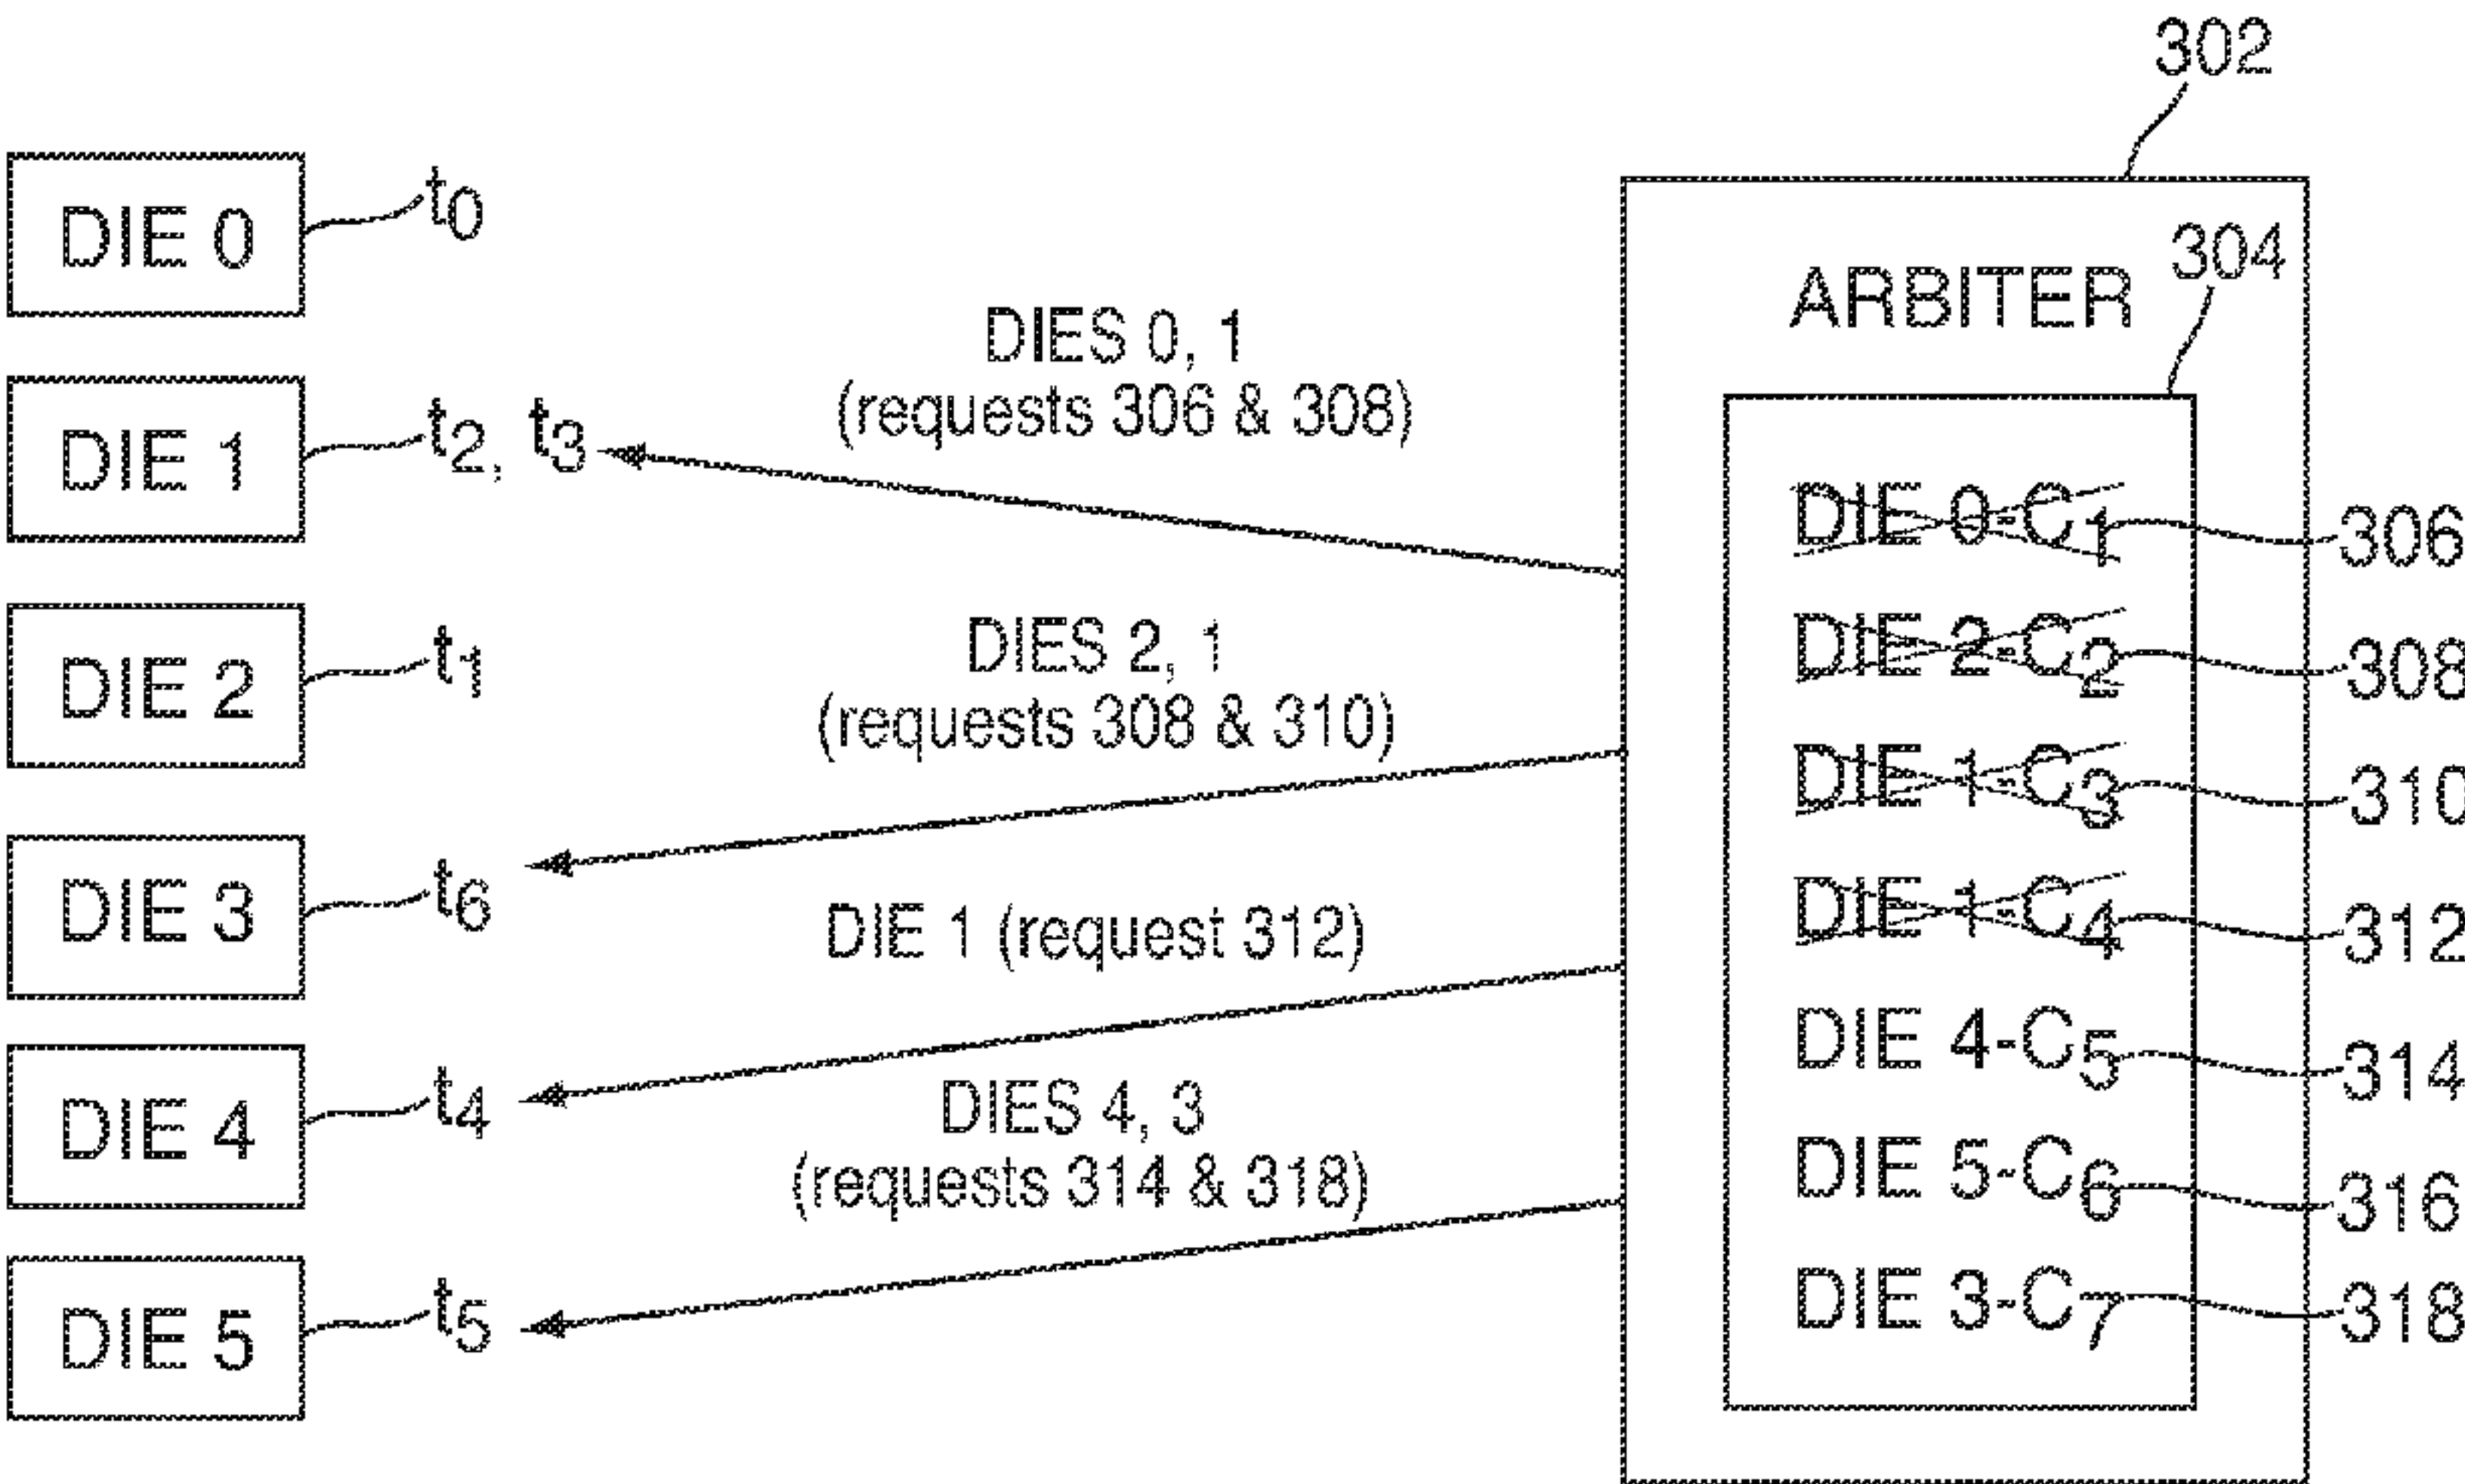 302
DIE 0
t0
ARBITER
304
DIES 0, 1
(requests 306 & 308)
DIE 1
t2, t3
DIE 0-C1
306
DIE 2
t1
DIES 2, 1
(requests 308 & 310)
DIE 2-C2
308
DIE 1-C3
310
DIE 3
t6
DIE 1 (request 312)
DIE 1-C4
312
DIE 4
t4
DIES 4, 3
(requests 314 & 318)
DIE 4-C5
314
DIE 5-C6
316
DIE 5
t5
DIE 3-C7
318